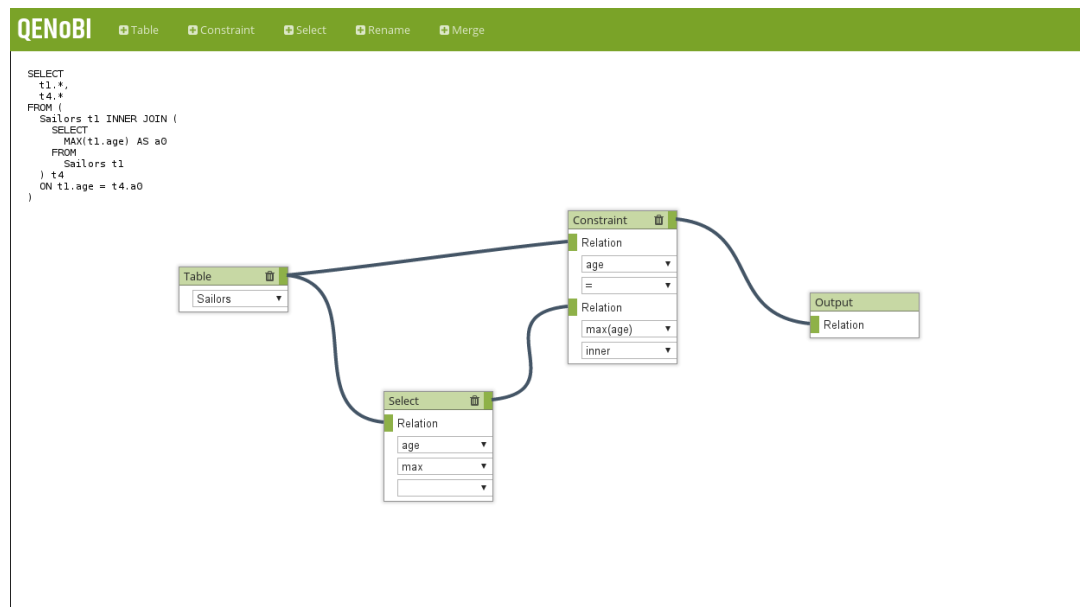 QENOBI Table Constraint Select Rename Merge
SELECT
t1.*,
t4.*
FROM (
Sailors t1 INNER JOIN (
SELECT
MAX(t1.age) AS a0
FROM
Sailors t1
) t4
ON t1.age = t4.a0
)
Table
Sailors
Select
Relation
age
max
Constraint
Relation
age
=
Relation
max(age)
inner
Output
Relation